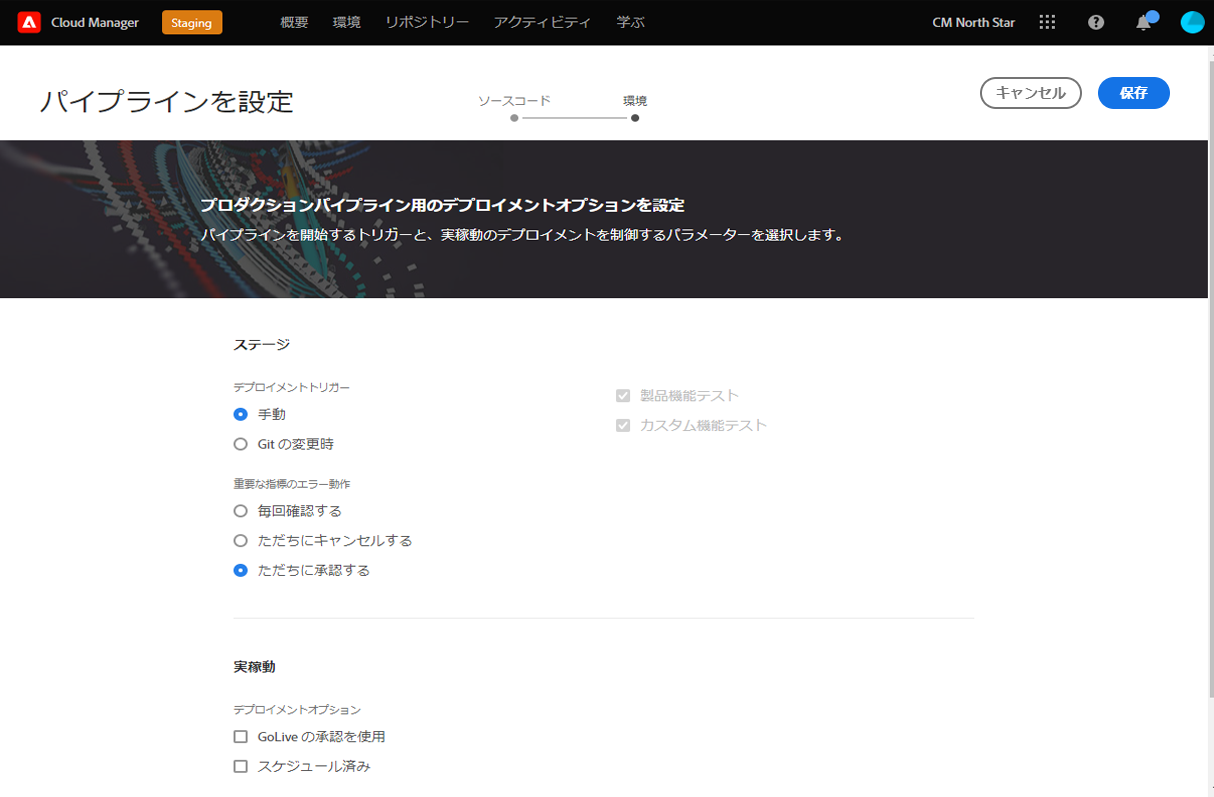 Cloud Manager Staging 概要 環境 リポジトリー アクティビティ 学ぶ CM North Star
パイプラインを設定 ソースコード 環境 キャンセル 保存
プロダクションパイプライン用のデプロイメントオプションを設定
パイプラインを開始するトリガーと、実稼動のデプロイメントを制御するパラメーターを選択します。
ステージ
デプロイメントトリガー
手動
Git の変更時
製品機能テスト
カスタム機能テスト
重要な指標のエラー動作
毎回確認する
ただちにキャンセルする
ただちに承認する
実稼動
デプロイメントオプション
GoLive の承認を使用
スケジュール済み